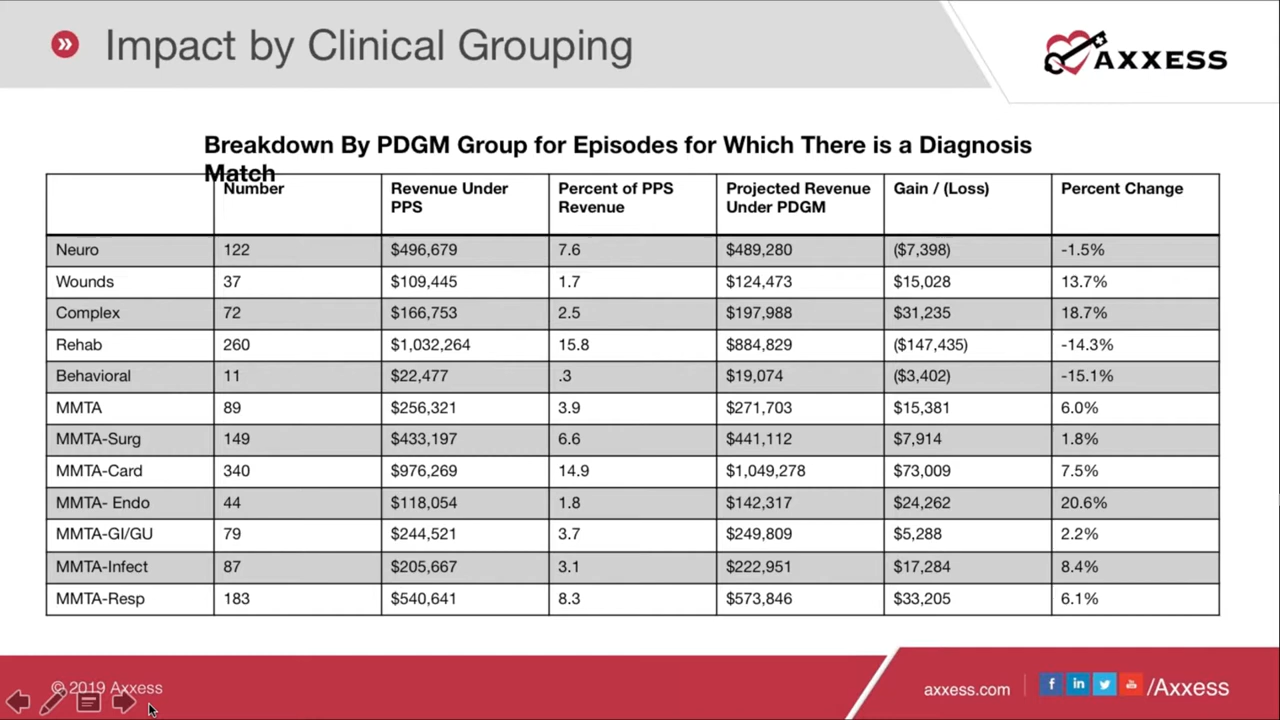 Impact by Clinical Grouping
AXXESS
Breakdown By PDGM Group for Episodes for Which There is a Diagnosis
Match
Number Revenue Under PPS Percent of PPS Revenue Projected Revenue Under PDGM Gain / (Loss) Percent Change
Neuro 122 $496,679 7.6 $489,280 ($7,398) -1.5%
Wounds 37 $109,445 1.7 $124,473 $15,028 13.7%
Complex 72 $166,753 2.5 $197,988 $31,235 18.7%
Rehab 260 $1,032,264 15.8 $884,829 ($147,435) -14.3%
Behavioral 11 $22,477 .3 $19,074 ($3,402) -15.1%
MMTA 89 $256,321 3.9 $271,703 $15,381 6.0%
MMTA-Surg 149 $433,197 6.6 $441,112 $7,914 1.8%
MMTA-Card 340 $976,269 14.9 $1,049,278 $73,009 7.5%
MMTA- Endo 44 $118,054 1.8 $142,317 $24,262 20.6%
MMTA-GI/GU 79 $244,521 3.7 $249,809 $5,288 2.2%
MMTA-Infect 87 $205,667 3.1 $222,951 $17,284 8.4%
MMTA-Resp 183 $540,641 8.3 $573,846 $33,205 6.1%
© 2019 Axxess
axxess.com
/Axxess